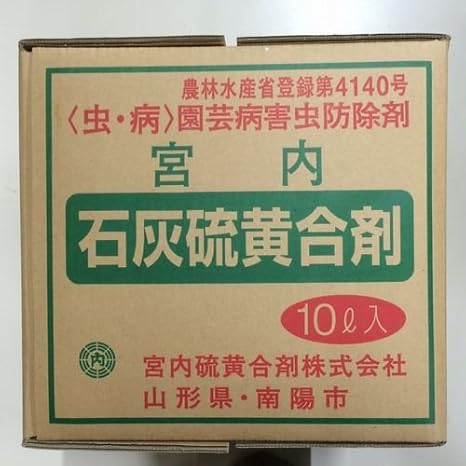 農林水産省登録第4140号
〈虫・病〉園芸病害虫防除剤
宮内
石灰硫黄合剤
10ℓ入
内
宮内硫黄合剤株式会社
山形県・南陽市